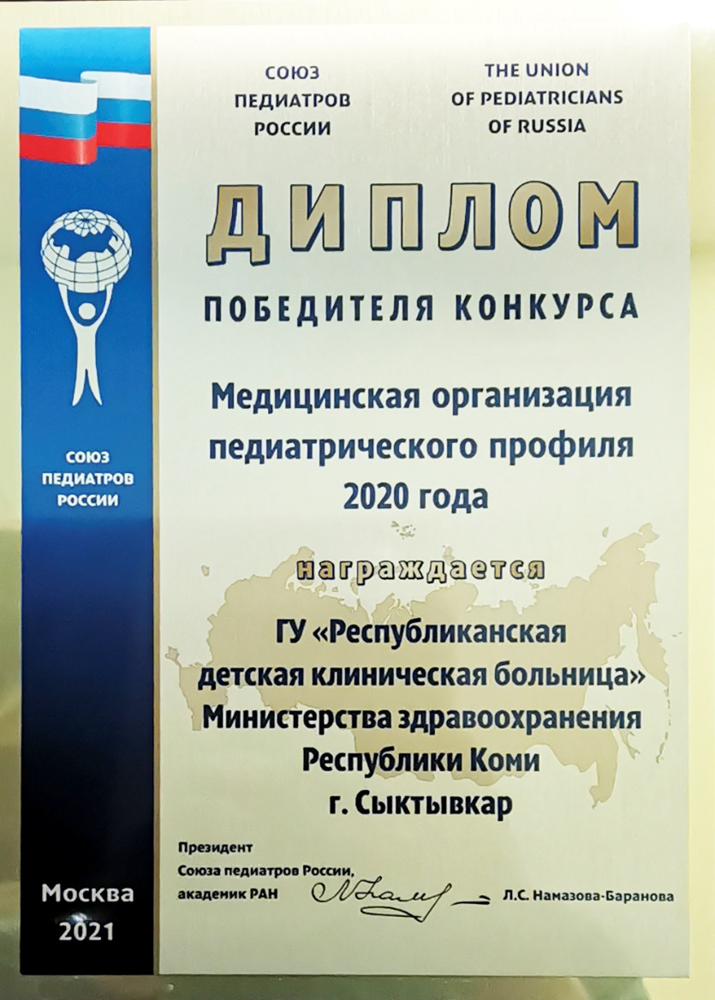 СОЮЗ
ПЕДИАТРОВ
РОССИИ
THE UNION
OF PEDIATRICIANS
OF RUSSIA
ДИПЛОМ
ПОБЕДИТЕЛЯ КОНКУРСА
Медицинская организация
педиатрического профиля
2020 года
награждается
ГУ «Республиканская
детская клиническая больница»
Министерства здравоохранения
Республики Коми
г. Сыктывкар
Президент
Союза педиатров России,
академик РАН
Л.С. Намазова-Баранова
СОЮЗ
ПЕДИАТРОВ
РОССИИ
Москва
2021